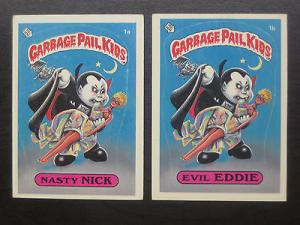 1a
GARBAGE PAIL KIDS
NASTY NICK
1b
GARBAGE PAIL KIDS
EVIL EDDIE